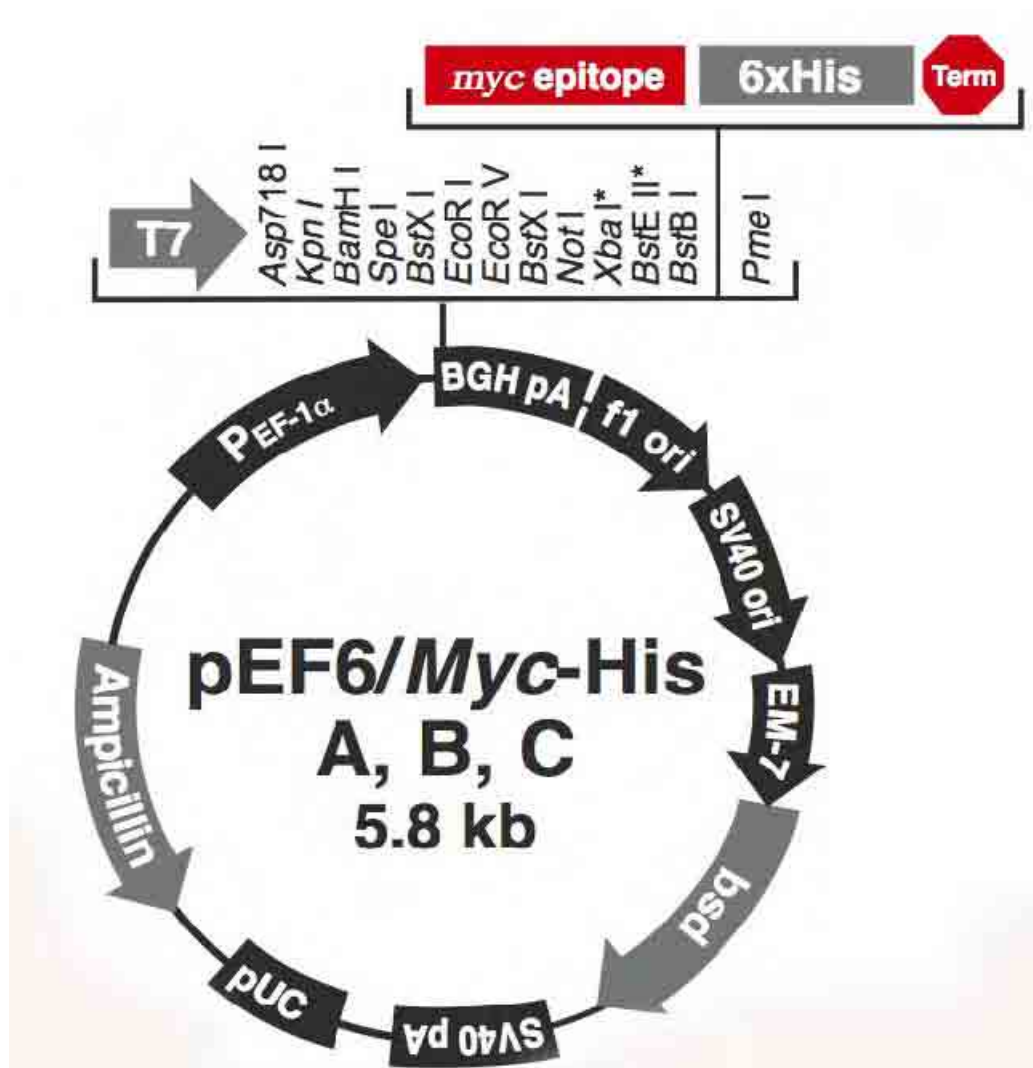 myc epitope
6xHis
Term
T7
Asp718 I
Kpn I
BamH I
Spe I
BstX I
EcoR I
EcoR V
BstX I
Not I
Xba I*
BstE II*
BstB I
Pme I
PEF-1α
BGH pA
f1 ori
SV40 ori
EM-7
bsd
SV40 pA
pUC
Ampicillin
pEF6/Myc-His
A, B, C
5.8 kb